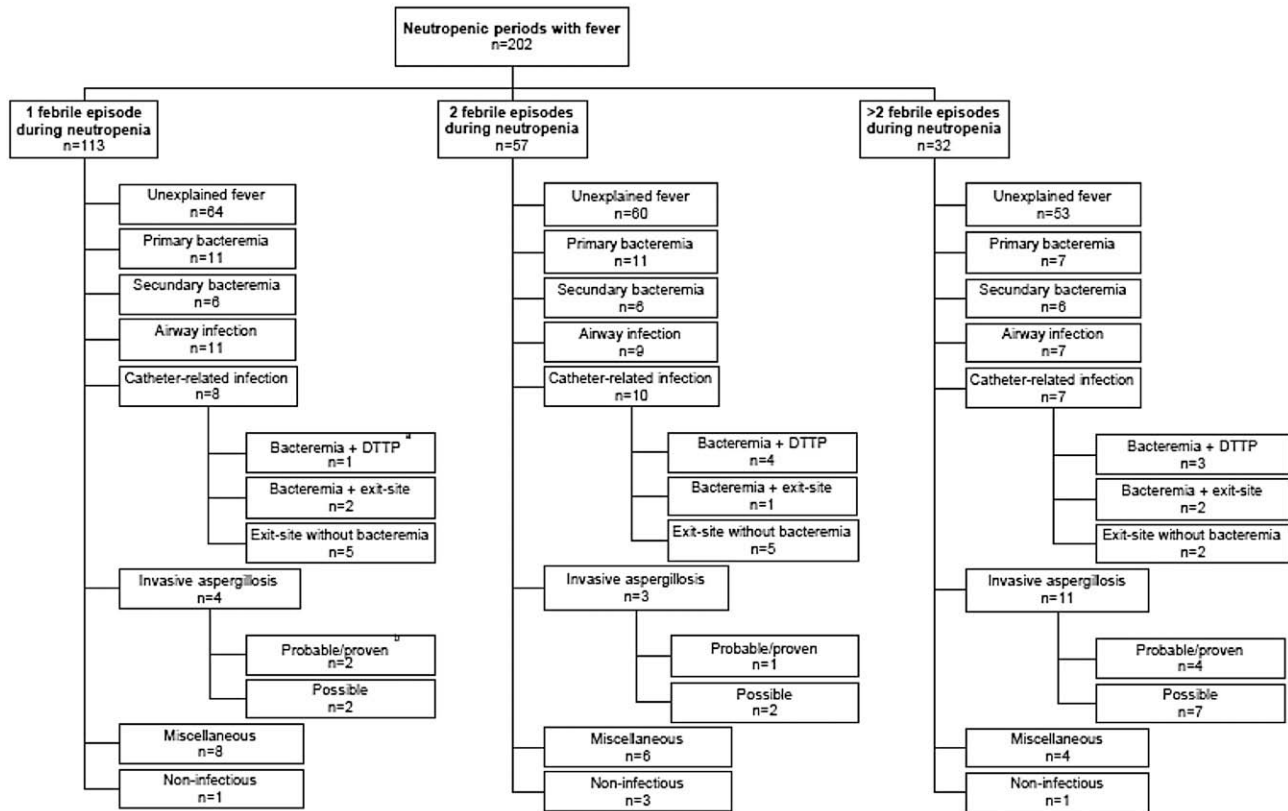 Neutropenic periods with fever
n=202
1 febrile episode
during neutropenia
n=113
Unexplained fever
n=64
Primary bacteremia
n=11
Secundary bacteremia
n=6
Airway infection
n=11
Catheter-related infection
n=8
Bacteremia + DTTP a
n=1
Bacteremia + exit-site
n=2
Exit-site without bacteremia
n=5
Invasive aspergillosis
n=4
Probable/proven b
n=2
Possible
n=2
Miscellaneous
n=8
Non-infectious
n=1
2 febrile episodes
during neutropenia
n=57
Unexplained fever
n=60
Primary bacteremia
n=11
Secundary bacteremia
n=6
Airway infection
n=9
Catheter-related infection
n=10
Bacteremia + DTTP
n=4
Bacteremia + exit-site
n=1
Exit-site without bacteremia
n=5
Invasive aspergillosis
n=3
Probable/proven
n=1
Possible
n=2
Miscellaneous
n=6
Non-infectious
n=3
>2 febrile episodes
during neutropenia
n=32
Unexplained fever
n=53
Primary bacteremia
n=7
Secundary bacteremia
n=6
Airway infection
n=7
Catheter-related infection
n=7
Bacteremia + DTTP
n=3
Bacteremia + exit-site
n=2
Exit-site without bacteremia
n=2
Invasive aspergillosis
n=11
Probable/proven
n=4
Possible
n=7
Miscellaneous
n=4
Non-infectious
n=1